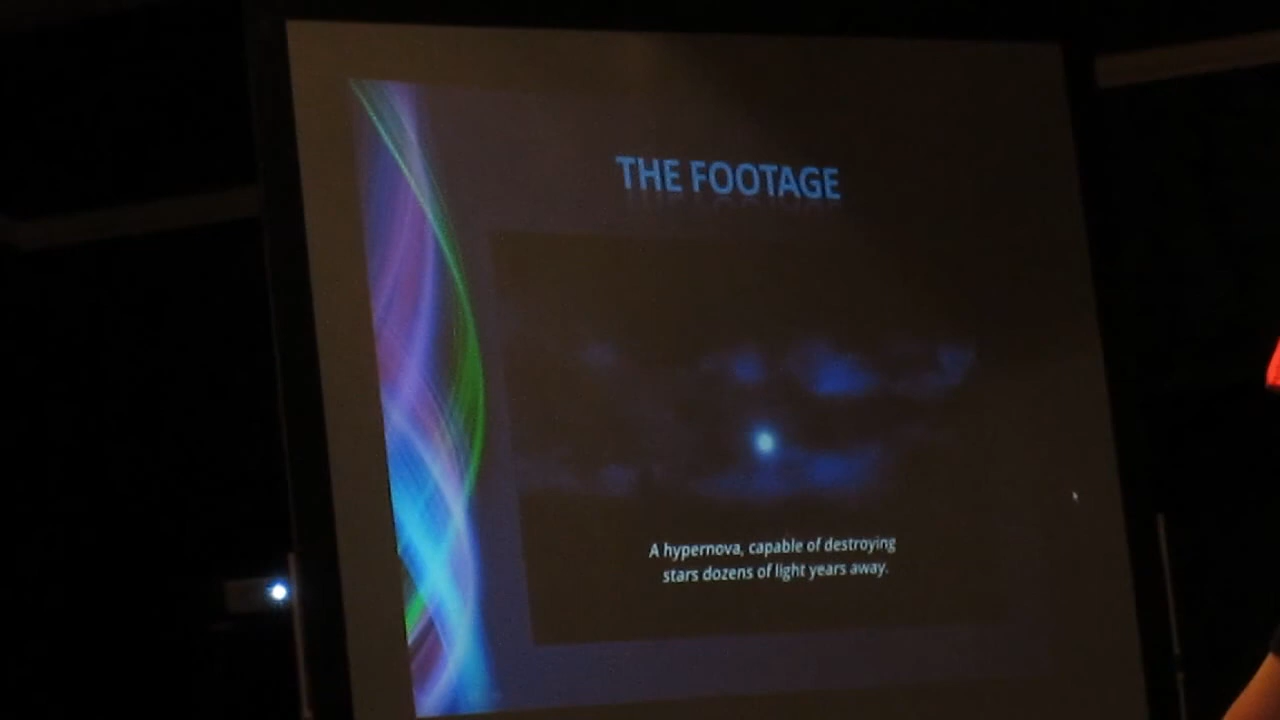 THE FOOTAGE
A hypernova, capable of destroying
stars dozens of light years away.